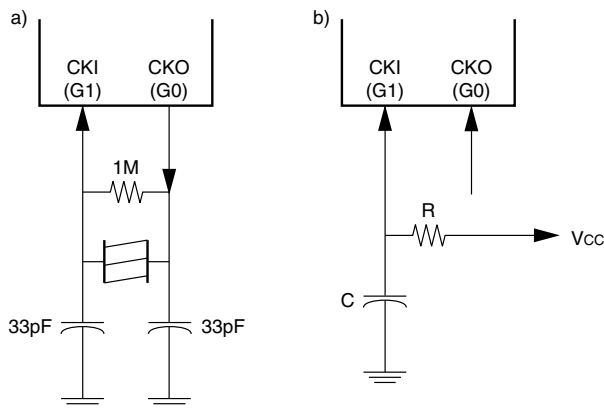 a)
CKI
(G1)
CKO
(G0)
1M
33pF
33pF
b)
CKI
(G1)
CKO
(G0)
R
VCC
C